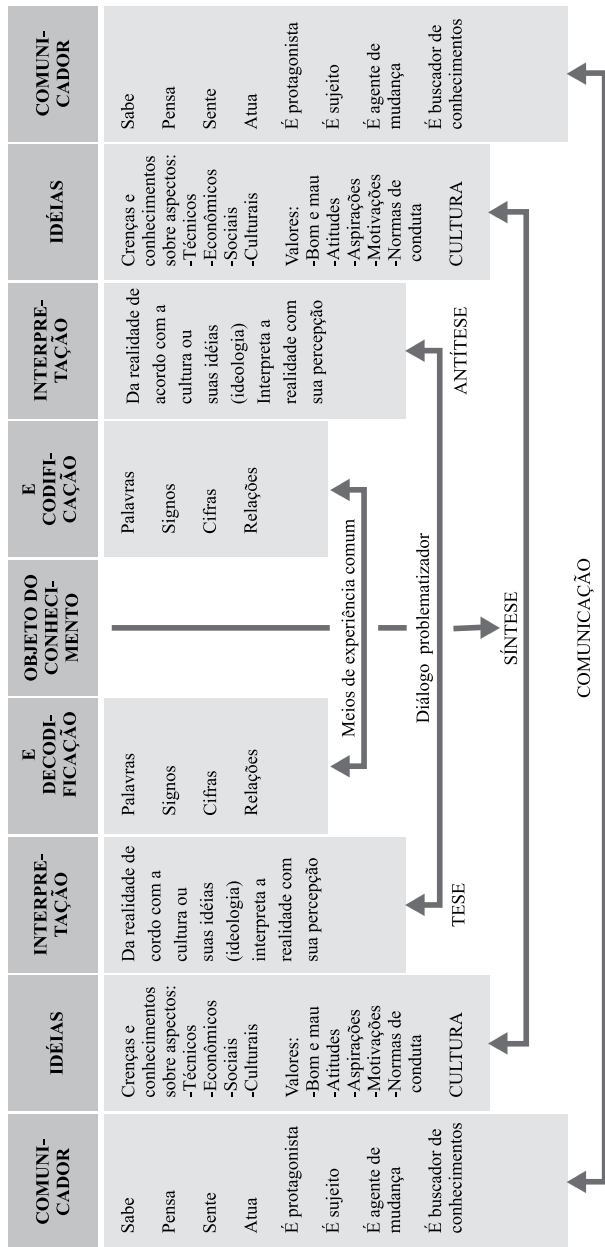 COMUNI-
CADOR
Sabe
Pensa
Sente
Atua
É protagonista
É sujeito
É agente de
mudança
É buscador de
conhecimentos
IDÉIAS
Crenças e
conhecimentos
sobre aspectos:
-Técnicos
-Econômicos
-Sociais
-Culturais
Valores:
-Bom e mau
-Atitudes
-Aspirações
-Motivações
-Normas de
conduta
CULTURA
INTERPRE-
TAÇÃO
Da realidade de
cordo com a
cultura ou
suas idéias
(ideologia)
interpreta a
realidade com
sua percepção
TESE
E
DECODI-
FICAÇÃO
Palavras
Signos
Cifras
Relações
OBJETO DO
CONHECI-
MENTO
Meios de experiência comum
Diálogo problematizador
SÍNTESE
E
CODIFI-
CAÇÃO
Palavras
Signos
Cifras
Relações
INTERPRE-
TAÇÃO
Da realidade de
acordo com a
cultura ou
suas idéias
(ideologia)
Interpreta a
realidade com
sua percepção
ANTÍTESE
IDÉIAS
Crenças e
conhecimentos
sobre aspectos:
-Técnicos
-Econômicos
-Sociais
-Culturais
Valores:
-Bom e mau
-Atitudes
-Aspirações
-Motivações
-Normas de
conduta
CULTURA
COMUNI-
CADOR
Sabe
Pensa
Sente
Atua
É protagonista
É sujeito
É agente de
mudança
É buscador de
conhecimentos
COMUNICAÇÃO